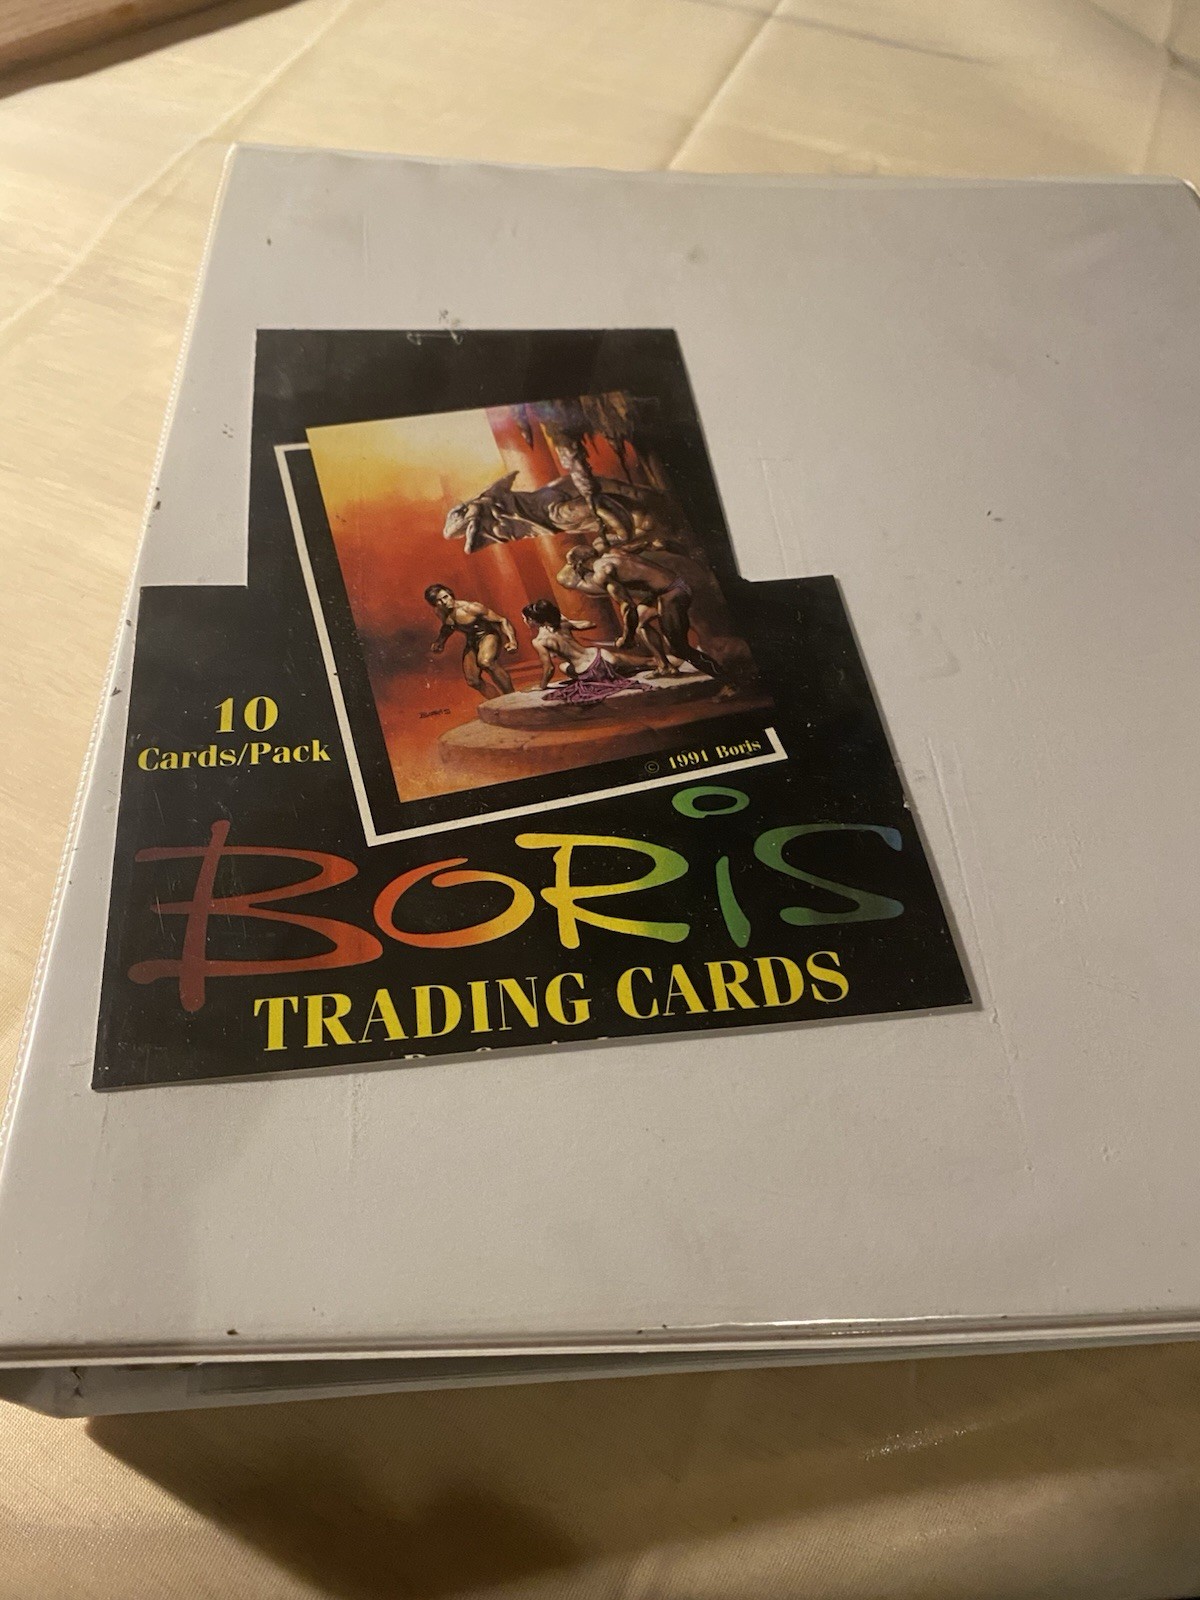 © 1991 Boris
10
Cards/Pack
BORiS
TRADING CARDS